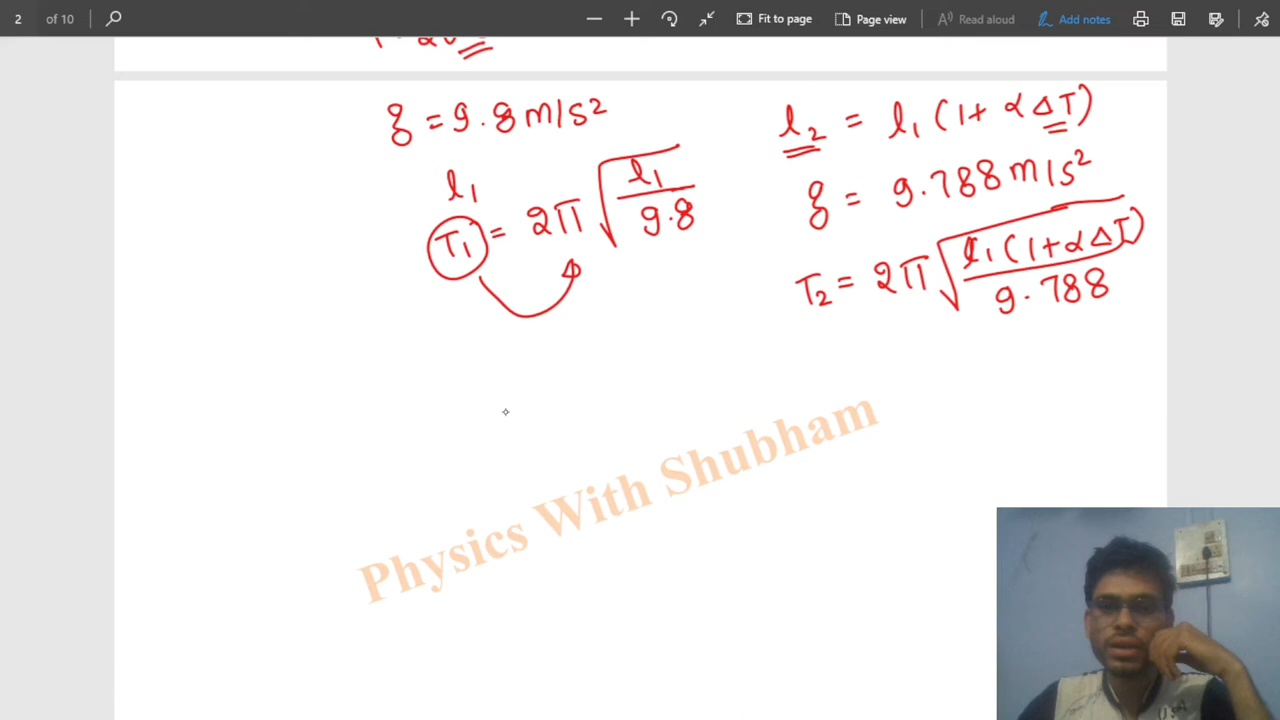 2 of 10 Fit to page Page view Read aloud Add notes
g = 9.8 m/s²
l₁
T₁ = 2π √(l₁/9.8)
l₂ = l₁ (1 + α ΔT)
g = 9.788 m/s²
T₂ = 2π √(l₁(1+αΔT)/9.788)
Physics With Shubham